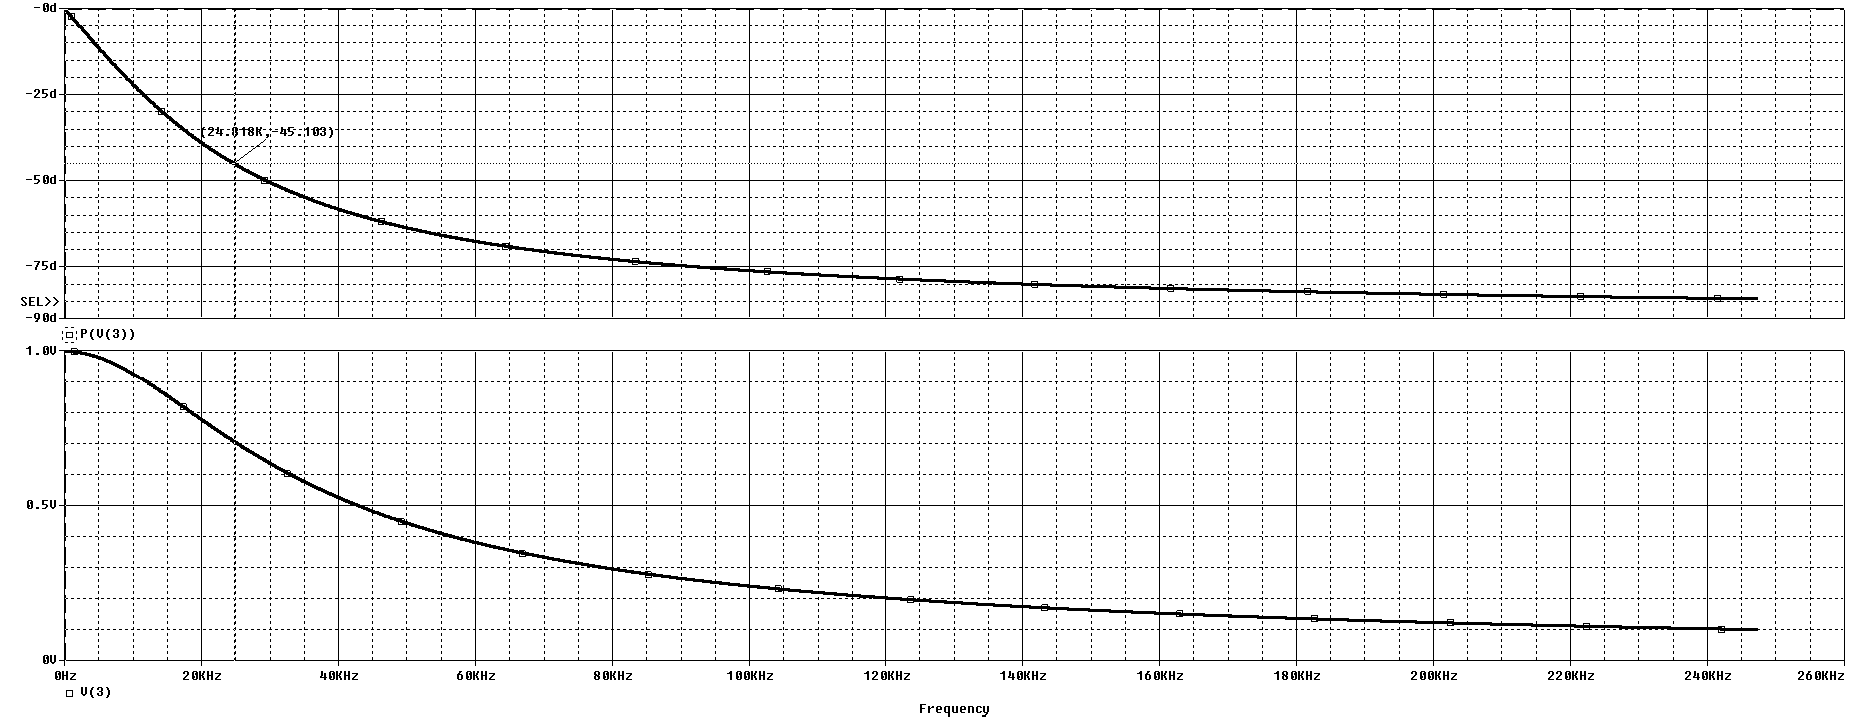 -0d
(24.818K,-45.103)
-25d
-50d
-75d
SEL>>
-90d
P(V(3))
1.0V
0.5V
0V
0Hz 20KHz 40KHz 60KHz 80KHz 100KHz 120KHz 140KHz 160KHz 180KHz 200KHz 220KHz 240KHz 260KHz
V(3)
Frequency